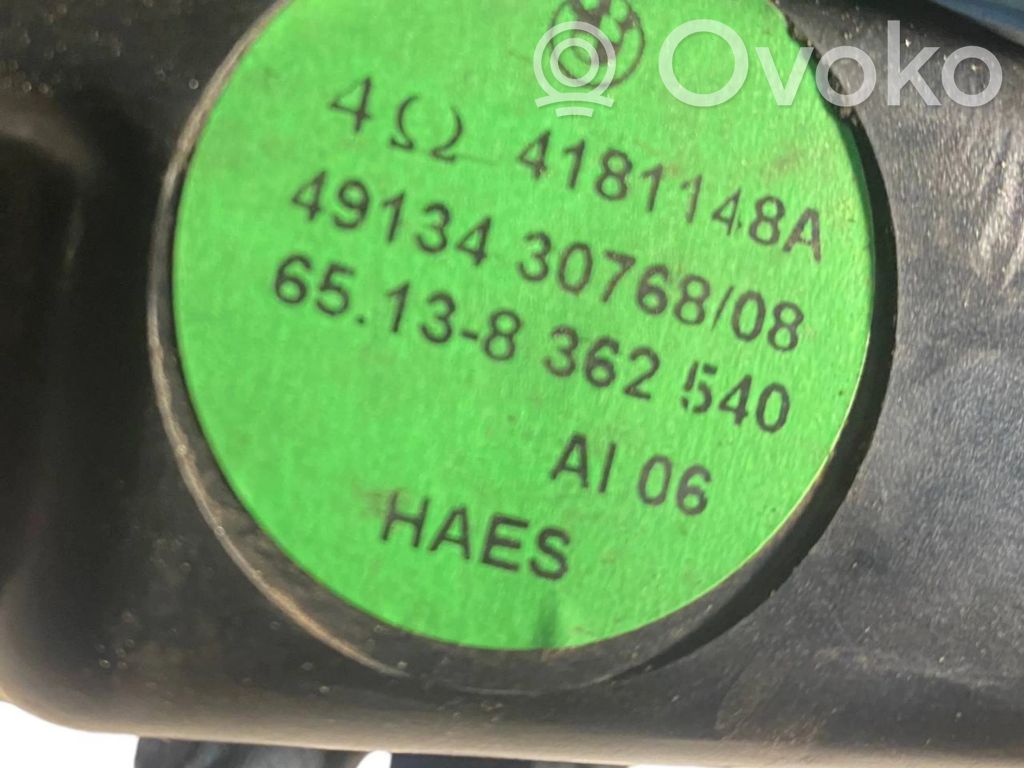 Ovoko
4Ω 4181148A
49134 30768/08
65.13-8 362 540
AI 06
HAES